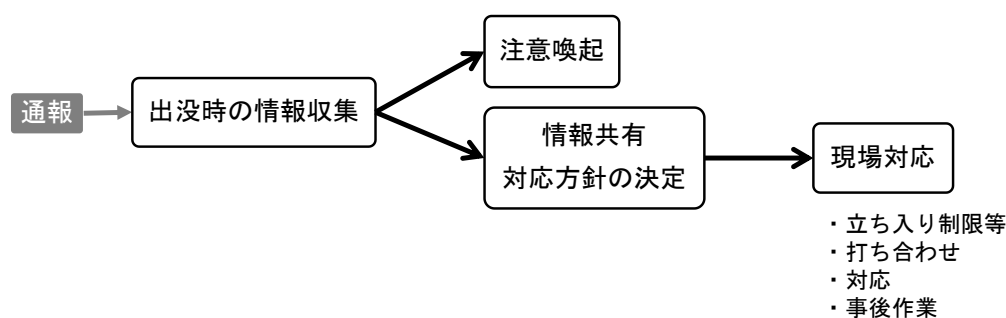 通報
出没時の情報収集
注意喚起
情報共有
対応方針の決定
現場対応
・立ち入り制限等
・打ち合わせ
・対応
・事後作業